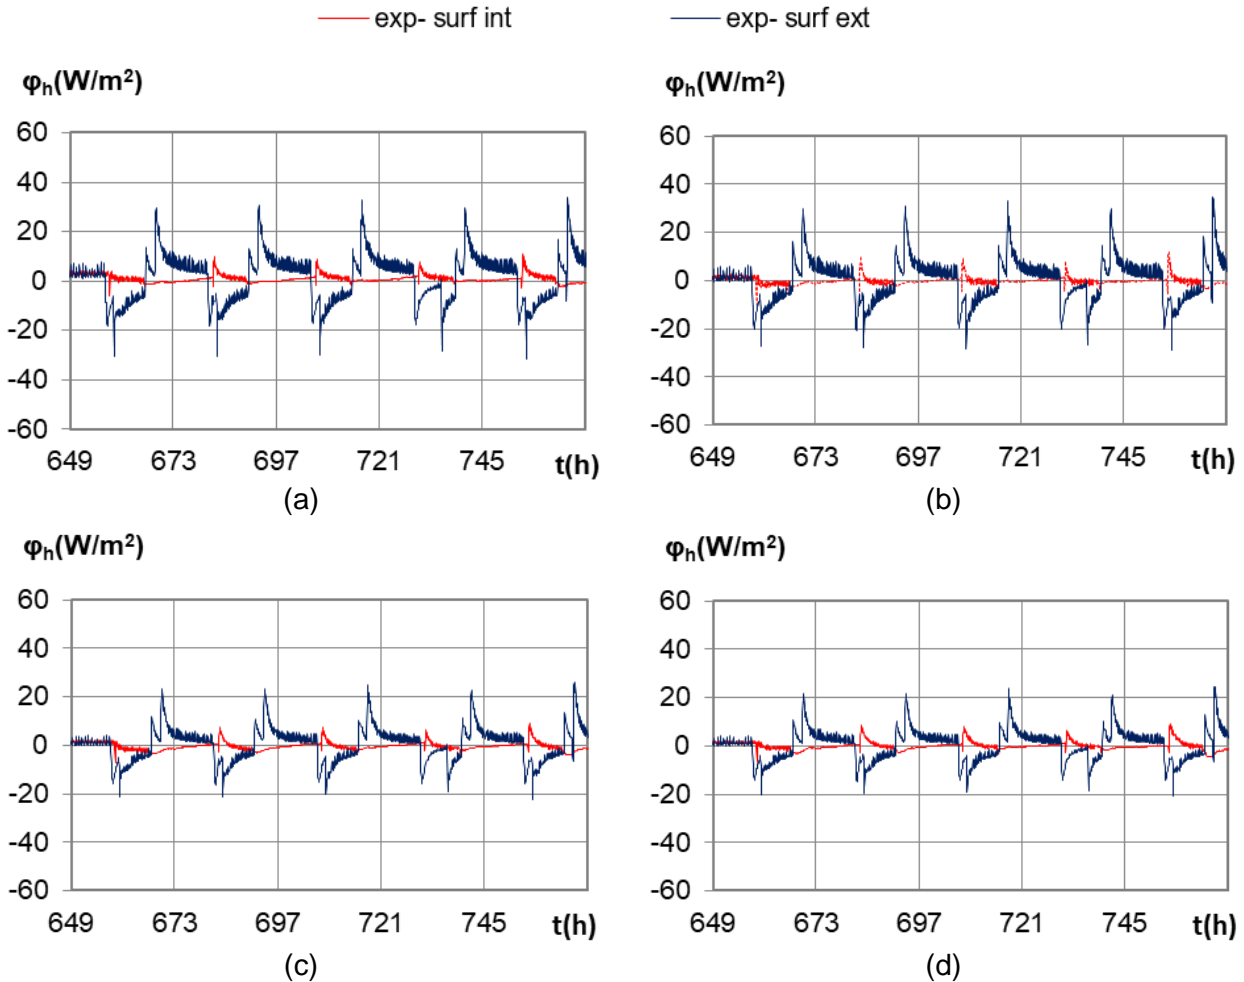 exp- surf int exp- surf ext
φh(W/m²) φh(W/m²)
60 60
40 40
20 20
0 0
-20 -20
-40 -40
-60 -60
649 673 697 721 745 t(h) 649 673 697 721 745 t(h)
(a) (b)
φh(W/m²) φh(W/m²)
60 60
40 40
20 20
0 0
-20 -20
-40 -40
-60 -60
649 673 697 721 745 t(h) 649 673 697 721 745 t(h)
(c) (d)